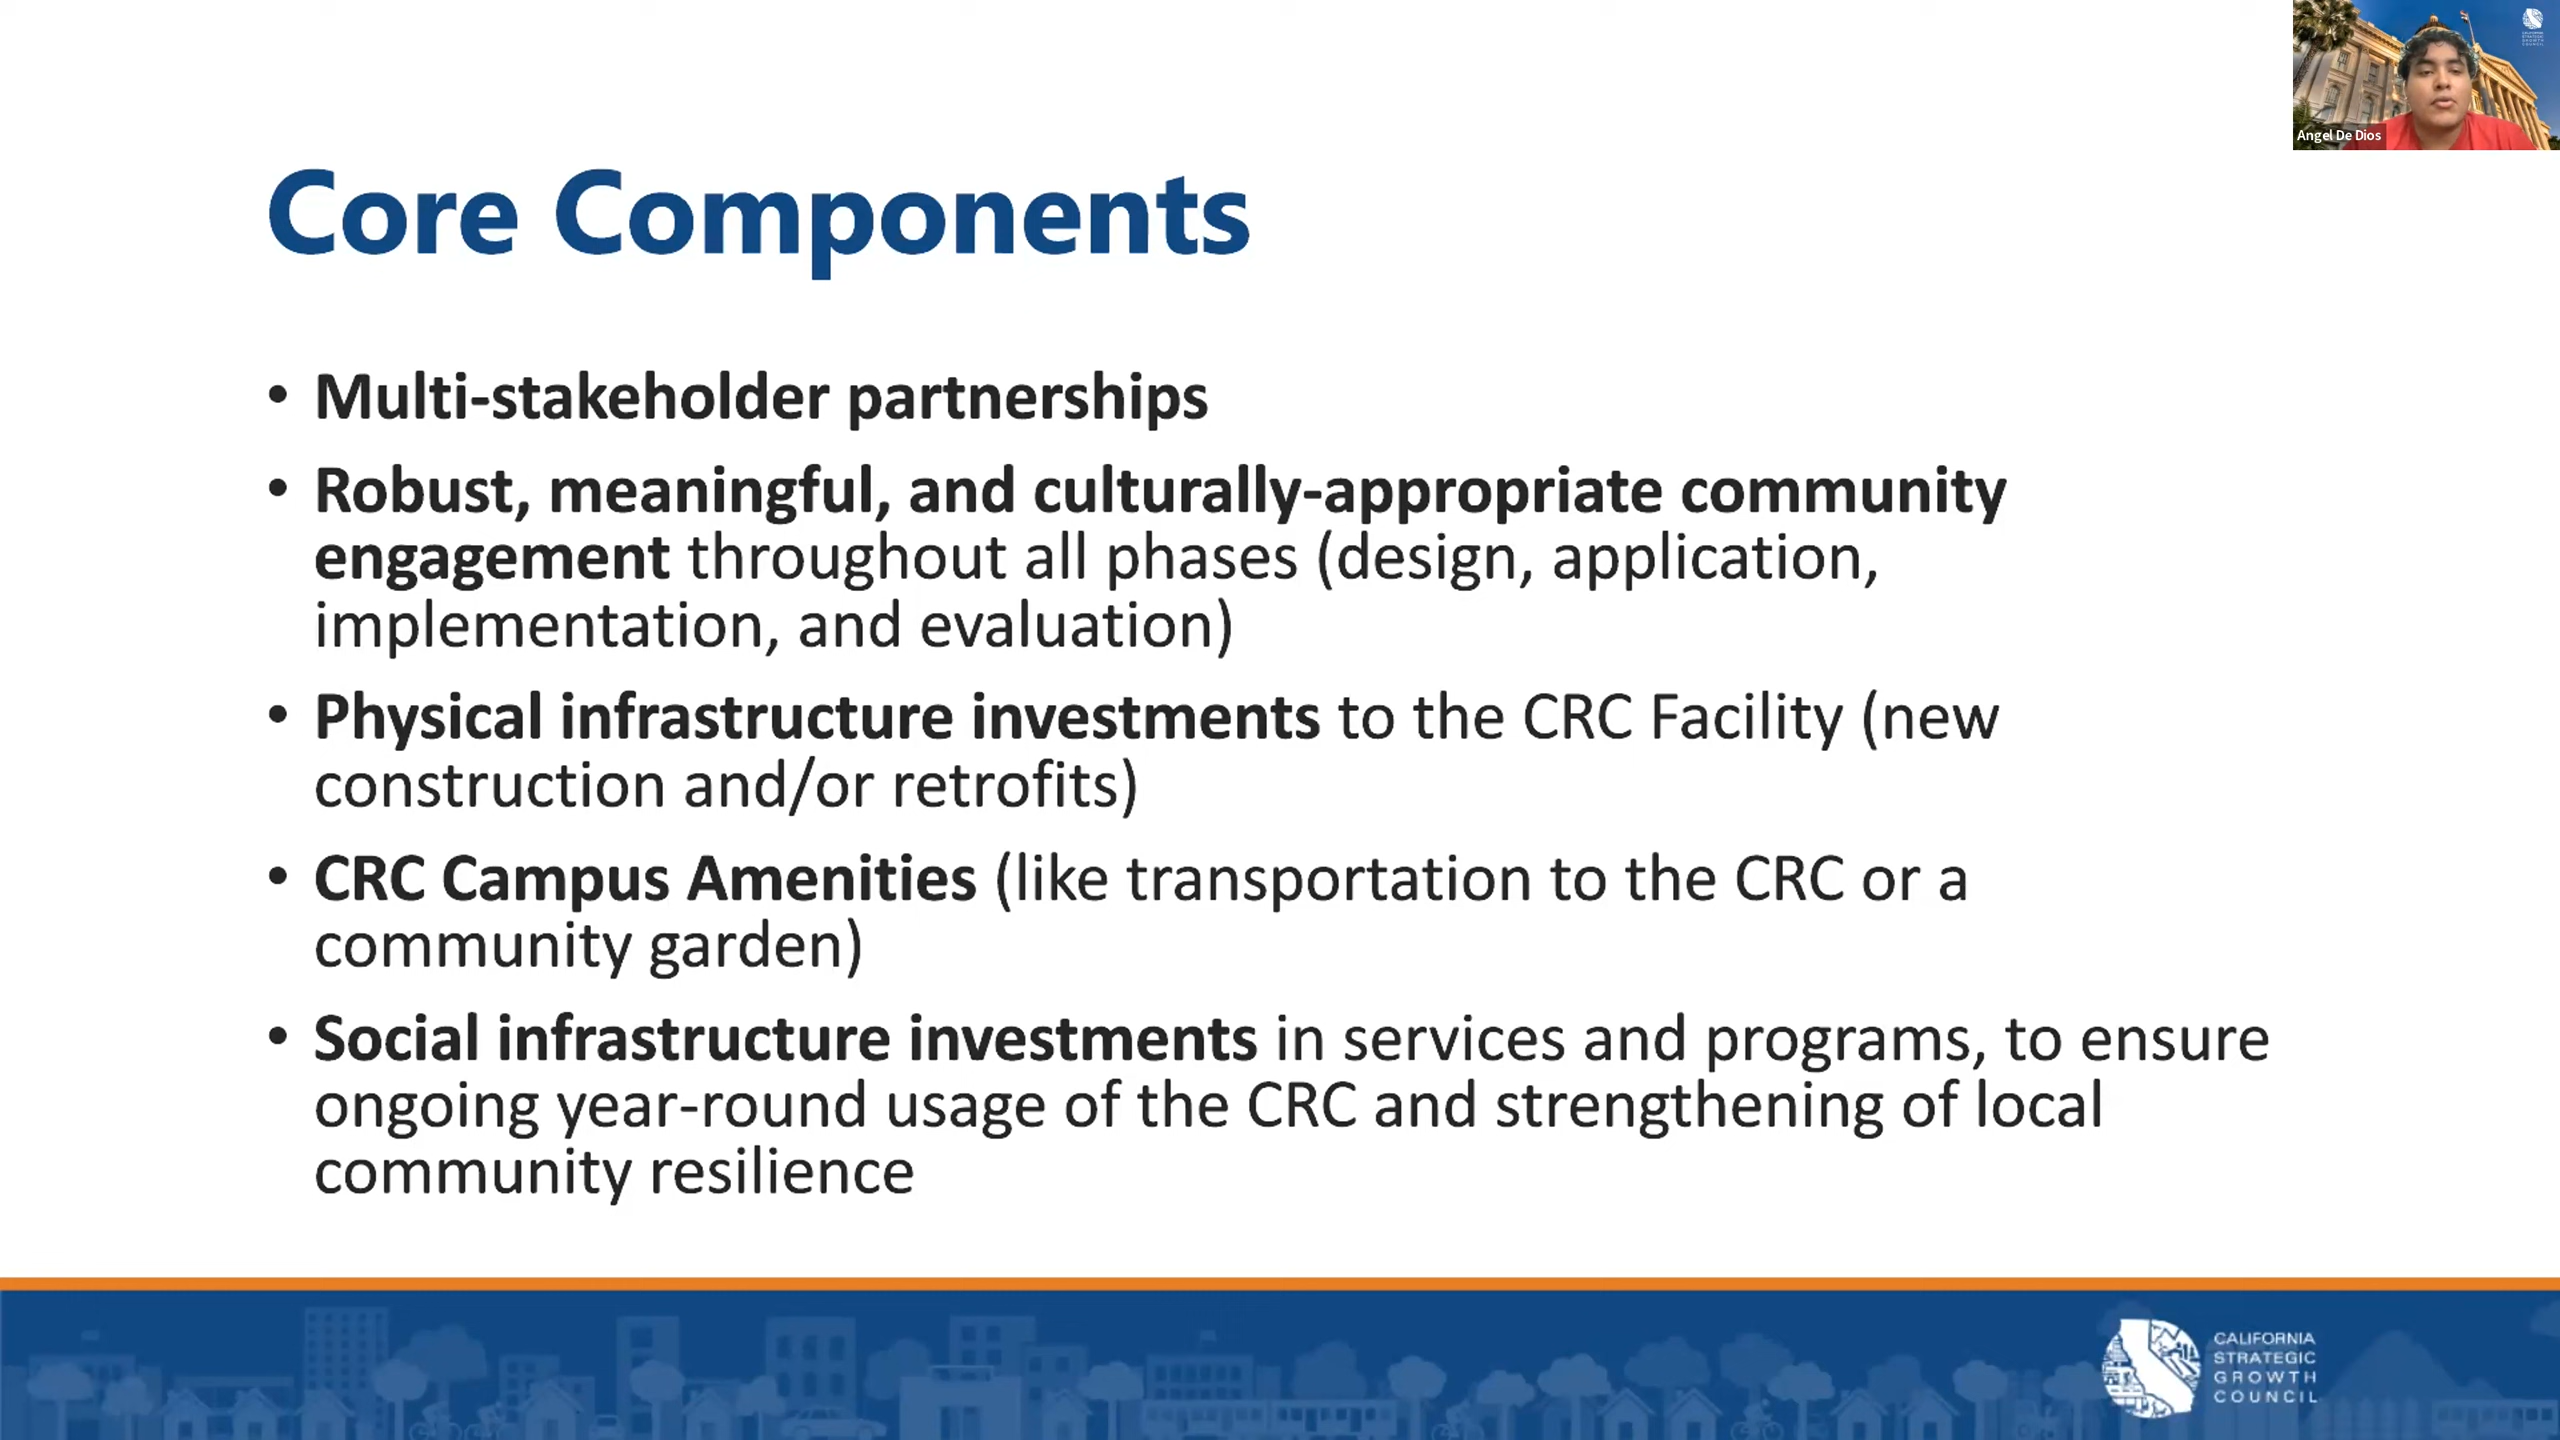 Angel De Dios
Core Components
• Multi-stakeholder partnerships
• Robust, meaningful, and culturally-appropriate community
engagement throughout all phases (design, application,
implementation, and evaluation)
• Physical infrastructure investments to the CRC Facility (new
construction and/or retrofits)
• CRC Campus Amenities (like transportation to the CRC or a
community garden)
• Social infrastructure investments in services and programs, to ensure
ongoing year-round usage of the CRC and strengthening of local
community resilience
CALIFORNIA
STRATEGIC
GROWTH
COUNCIL